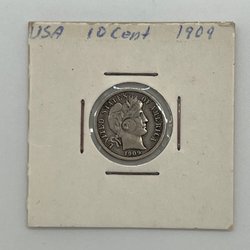 USA 10 Cent 1909
UNITED STATES OF AMERICA
1909